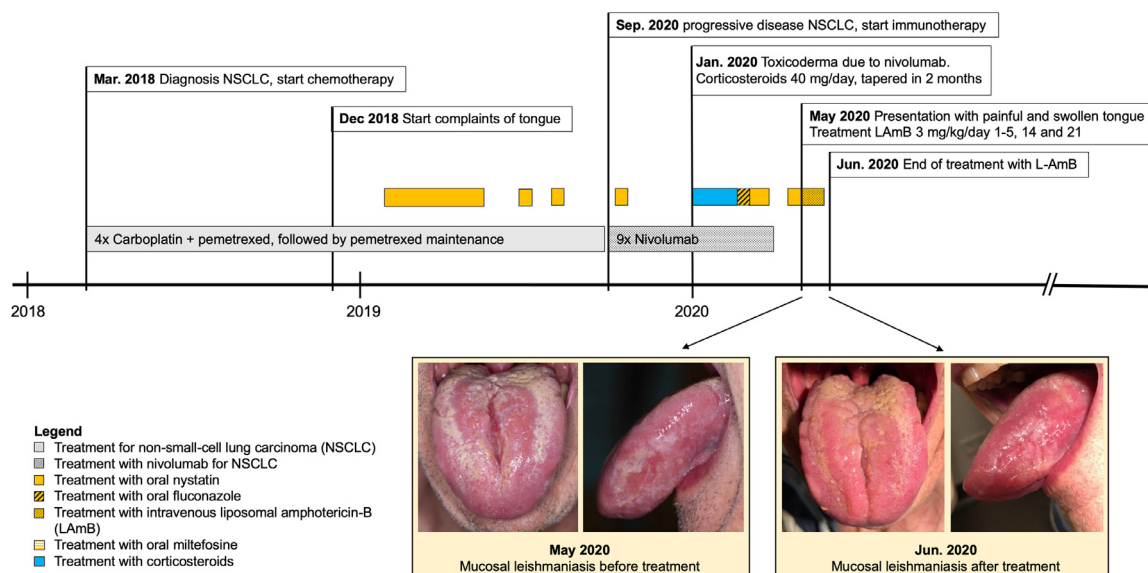 Sep. 2020 progressive disease NSCLC, start immunotherapy
Mar. 2018 Diagnosis NSCLC, start chemotherapy
Jan. 2020 Toxicoderma due to nivolumab.
Corticosteroids 40 mg/day, tapered in 2 months
Dec 2018 Start complaints of tongue
May 2020 Presentation with painful and swollen tongue
Treatment LAmB 3 mg/kg/day 1-5, 14 and 21
Jun. 2020 End of treatment with L-AmB
4x Carboplatin + pemetrexed, followed by pemetrexed maintenance
9x Nivolumab
2018
2019
2020
Legend
Treatment for non-small-cell lung carcinoma (NSCLC)
Treatment with nivolumab for NSCLC
Treatment with oral nystatin
Treatment with oral fluconazole
Treatment with intravenous liposomal amphotericin-B
(LAmB)
Treatment with oral miltefosine
Treatment with corticosteroids
May 2020
Mucosal leishmaniasis before treatment
Jun. 2020
Mucosal leishmaniasis after treatment